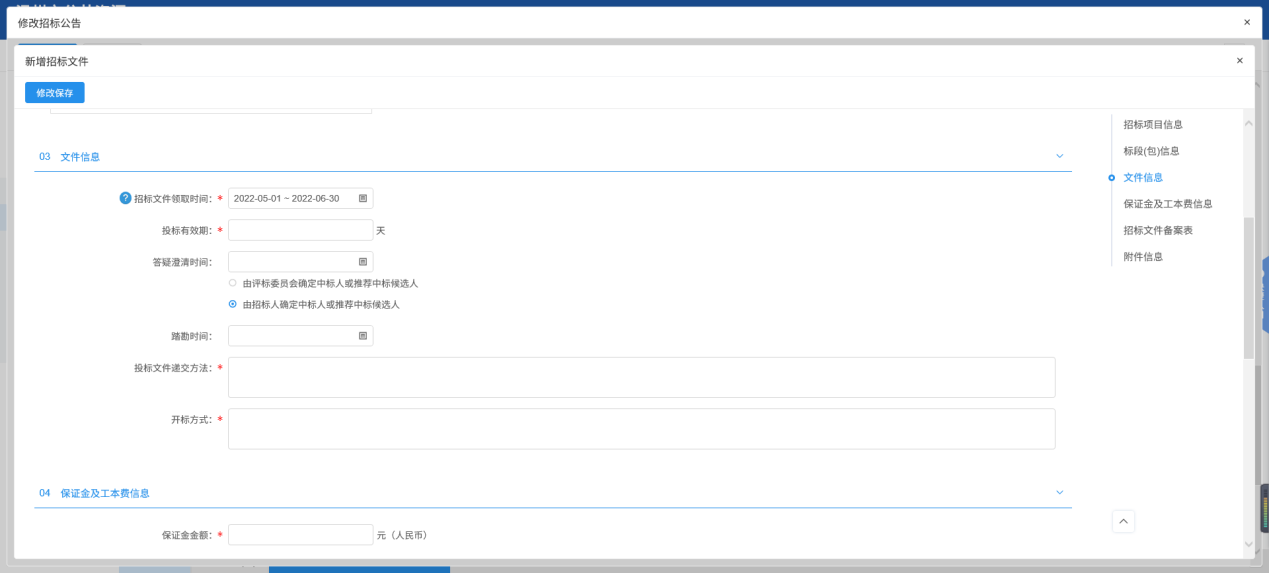 修改招标公告
×
新增招标文件
×
修改保存
招标项目信息
标段(包)信息
文件信息
保证金及工本费信息
招标文件备案表
附件信息
03 文件信息
? 招标文件领取时间: * 2022-05-01 ~ 2022-06-30
投标有效期: * 天
答疑澄清时间:
由评标委员会确定中标人或推荐中标候选人
由招标人确定中标人或推荐中标候选人
踏勘时间:
投标文件递交方法: *
开标方式: *
04 保证金及工本费信息
保证金金额: * 元（人民币）